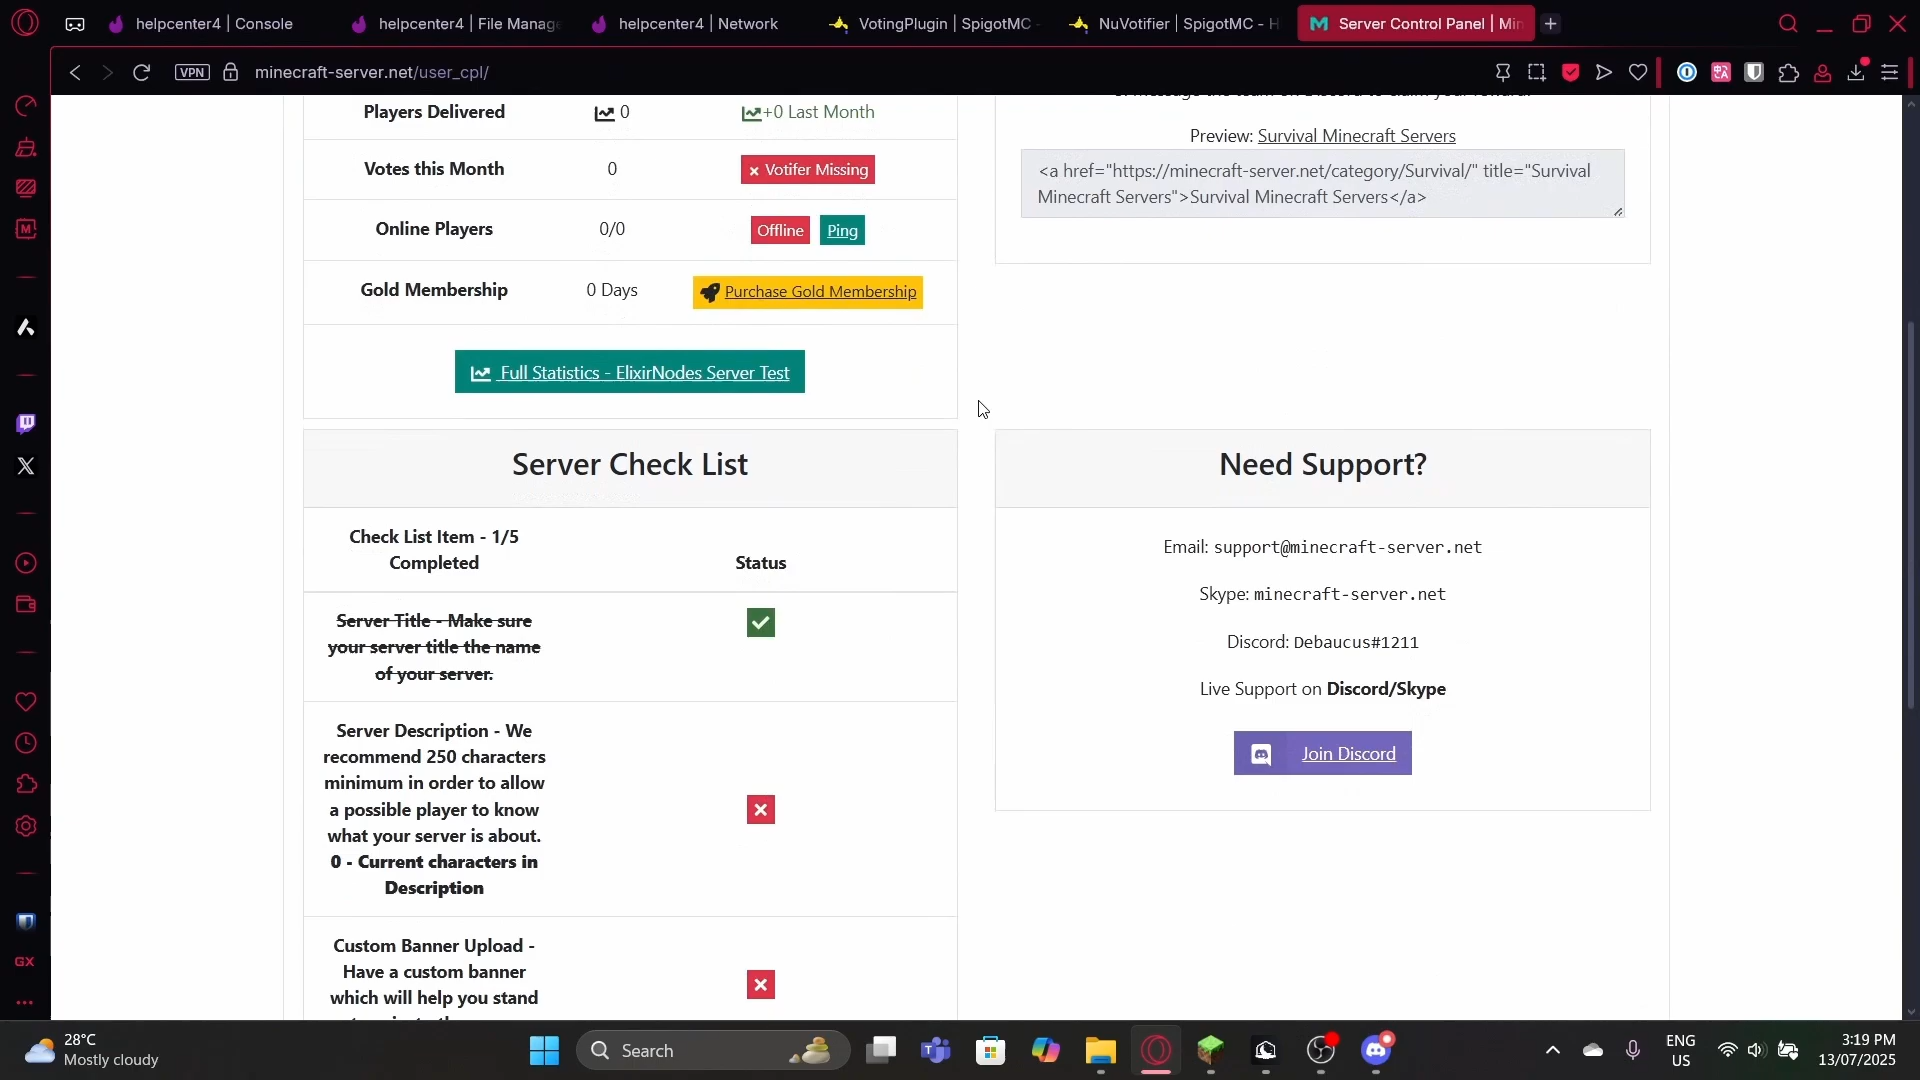 helpcenter4 | Console
helpcenter4 | File Manage
helpcenter4 | Network
VotingPlugin | SpigotMC -
NuVotifier | SpigotMC - H
Server Control Panel | Min
VPN
minecraft-server.net/user_cpl/
Players Delivered
0
+0 Last Month
Preview: Survival Minecraft Servers
Votes this Month
0
Votifer Missing
<a href="https://minecraft-server.net/category/Survival/" title="Survival
Minecraft Servers">Survival Minecraft Servers</a>
Online Players
0/0
Offline
Ping
Gold Membership
0 Days
Purchase Gold Membership
Full Statistics - ElixirNodes Server Test
Server Check List
Need Support?
Check List Item - 1/5
Completed
Status
Email: support@minecraft-server.net
Skype: minecraft-server.net
Server Title - Make sure
your server title the name
of your server.
Discord: Debaucus#1211
Live Support on Discord/Skype
Join Discord
Server Description - We
recommend 250 characters
minimum in order to allow
a possible player to know
what your server is about.
0 - Current characters in
Description
Custom Banner Upload -
Have a custom banner
which will help you stand
GX
28°C
Mostly cloudy
Search
ENG
US
3:19 PM
13/07/2025